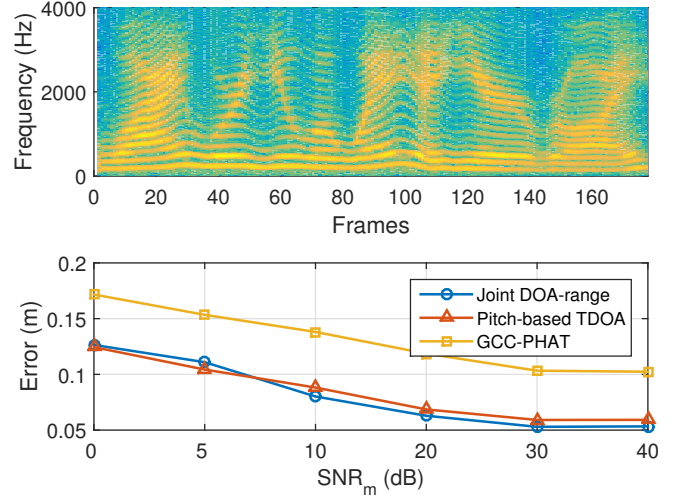 4000
2000
0
Frequency (Hz)
0 20 40 60 80 100 120 140 160
Frames
0.2
0.15
0.1
0.05
Error (m)
Joint DOA-range
Pitch-based TDOA
GCC-PHAT
0 5 10 20 30 40
SNRm (dB)